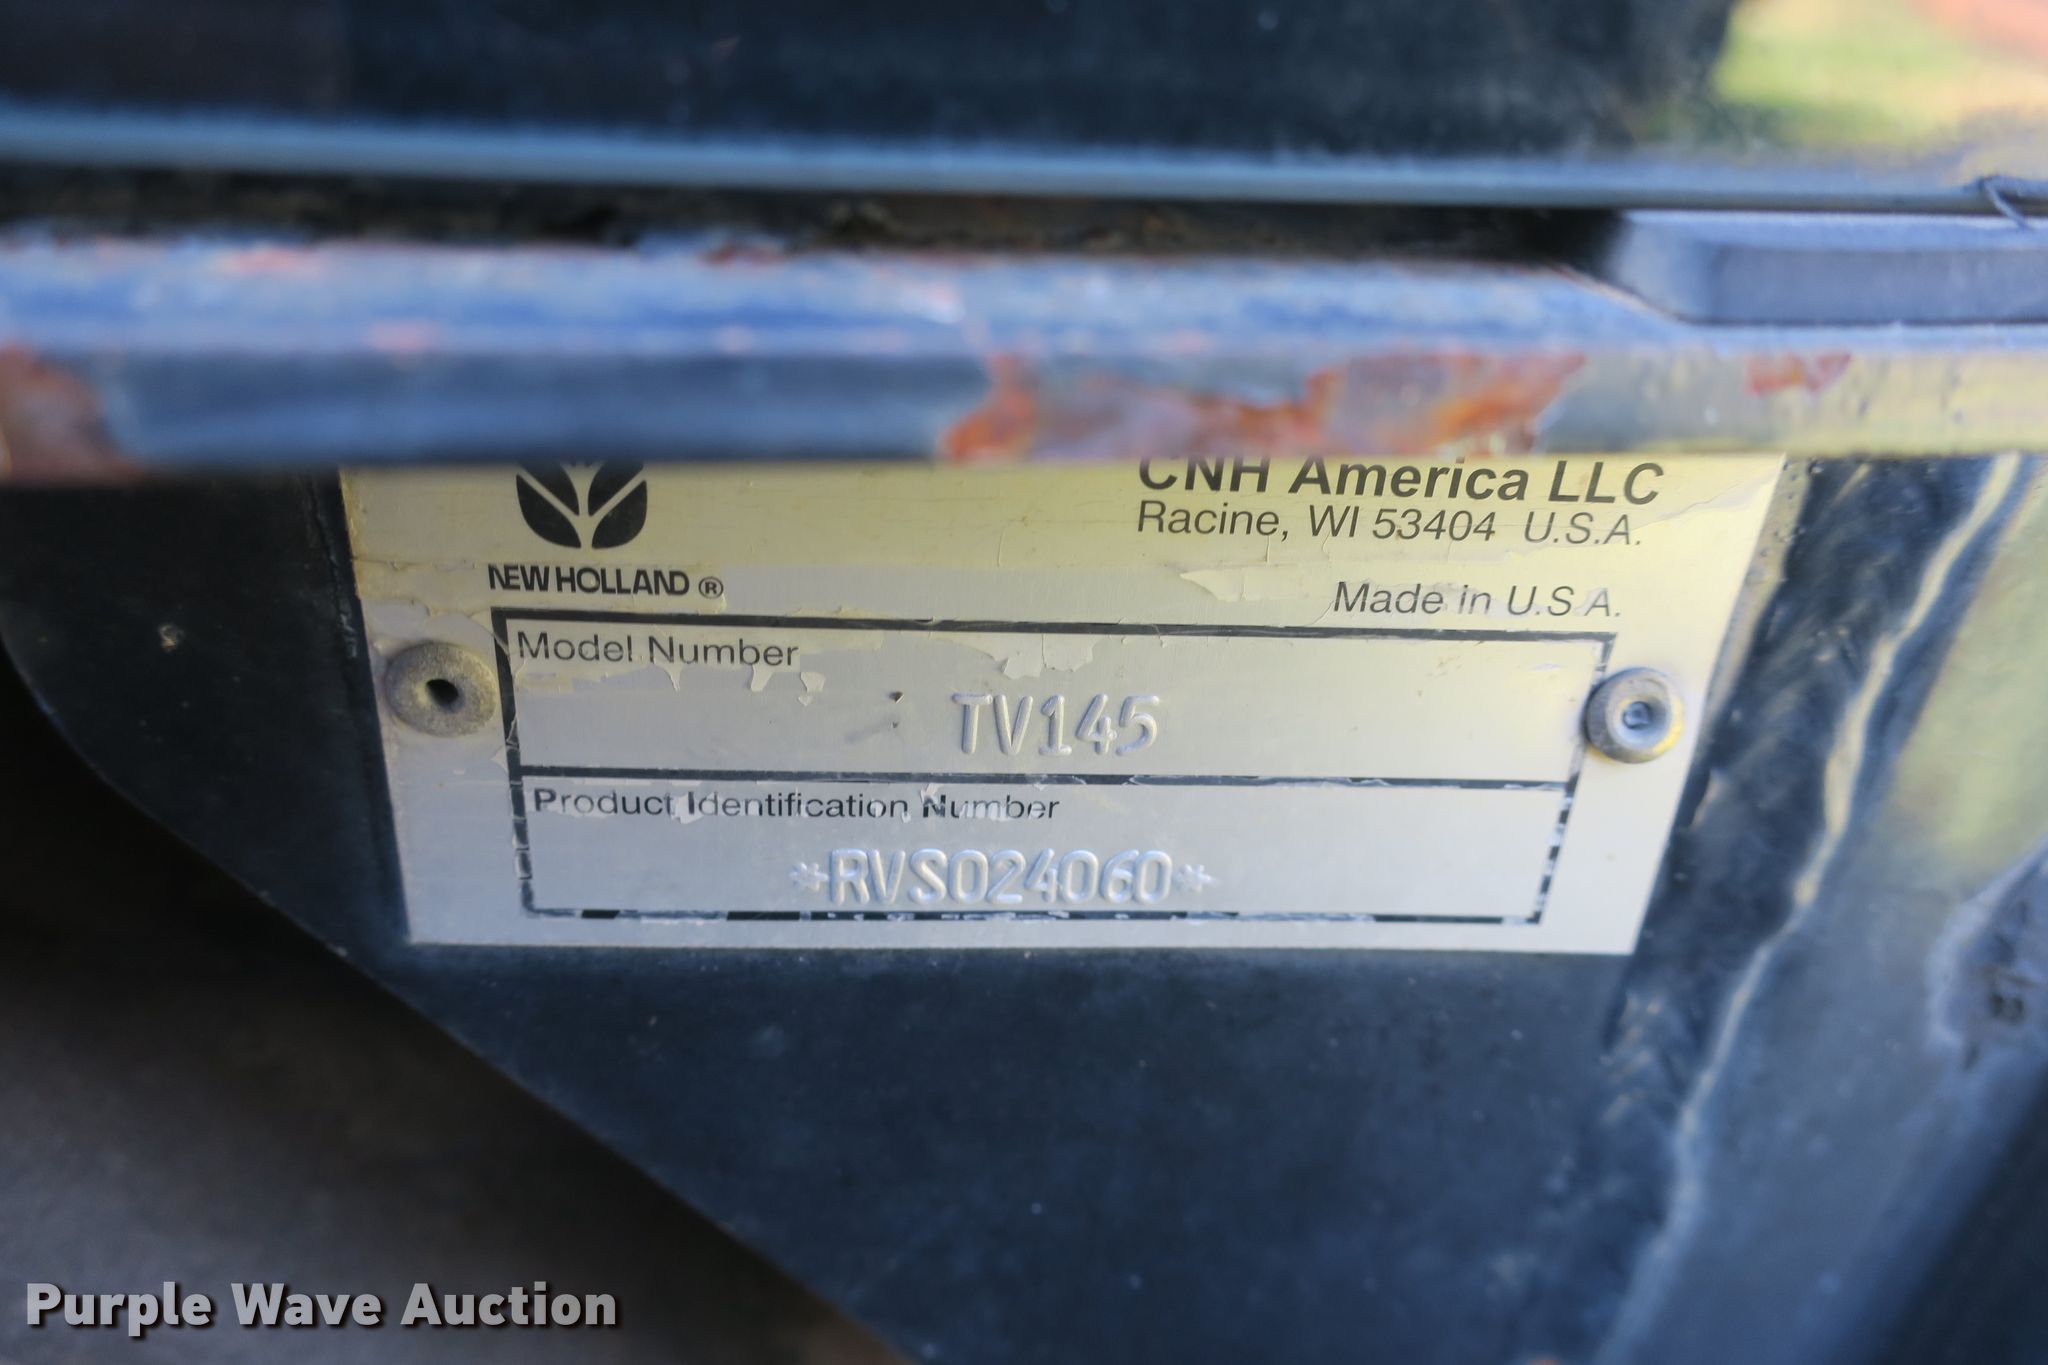 CNH America LLC
Racine, WI 53404 U.S.A.
NEW HOLLAND ®
Made in U.S.A.
Model Number
TV145
Product Identification Number
*RVS024060*
Purple Wave Auction